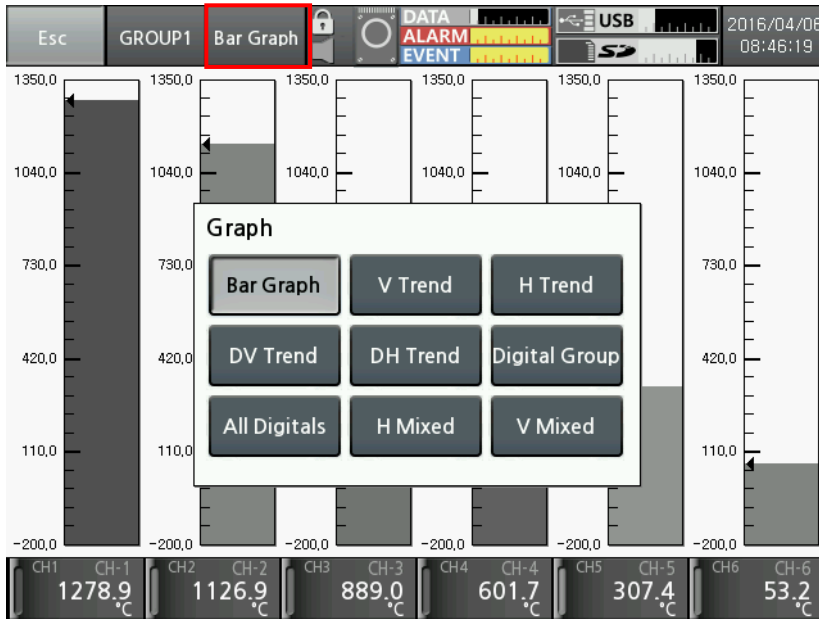 Esc
GROUP1
Bar Graph
DATA
ALARM
EVENT
USB
SD
2016/04/06
08:46:19
1350,0 1350,0 1350,0 1350,0 1350,0
1040,0 1040,0 1040,0 1040,0 1040,0 1040,0
730,0 730,0 730,0
420,0 420,0 420,0
110,0 110,0 110,0
-200,0 -200,0 -200,0 -200,0 -200,0 -200,0
Graph
Bar Graph
V Trend
H Trend
DV Trend
DH Trend
Digital Group
All Digitals
H Mixed
V Mixed
CH1 CH-1
1278.9
°C
CH2 CH-2
1126.9
°C
CH3 CH-3
889.0
°C
CH4 CH-4
601.7
°C
CH5 CH-5
307.4
°C
CH6 CH-6
53.2
°C